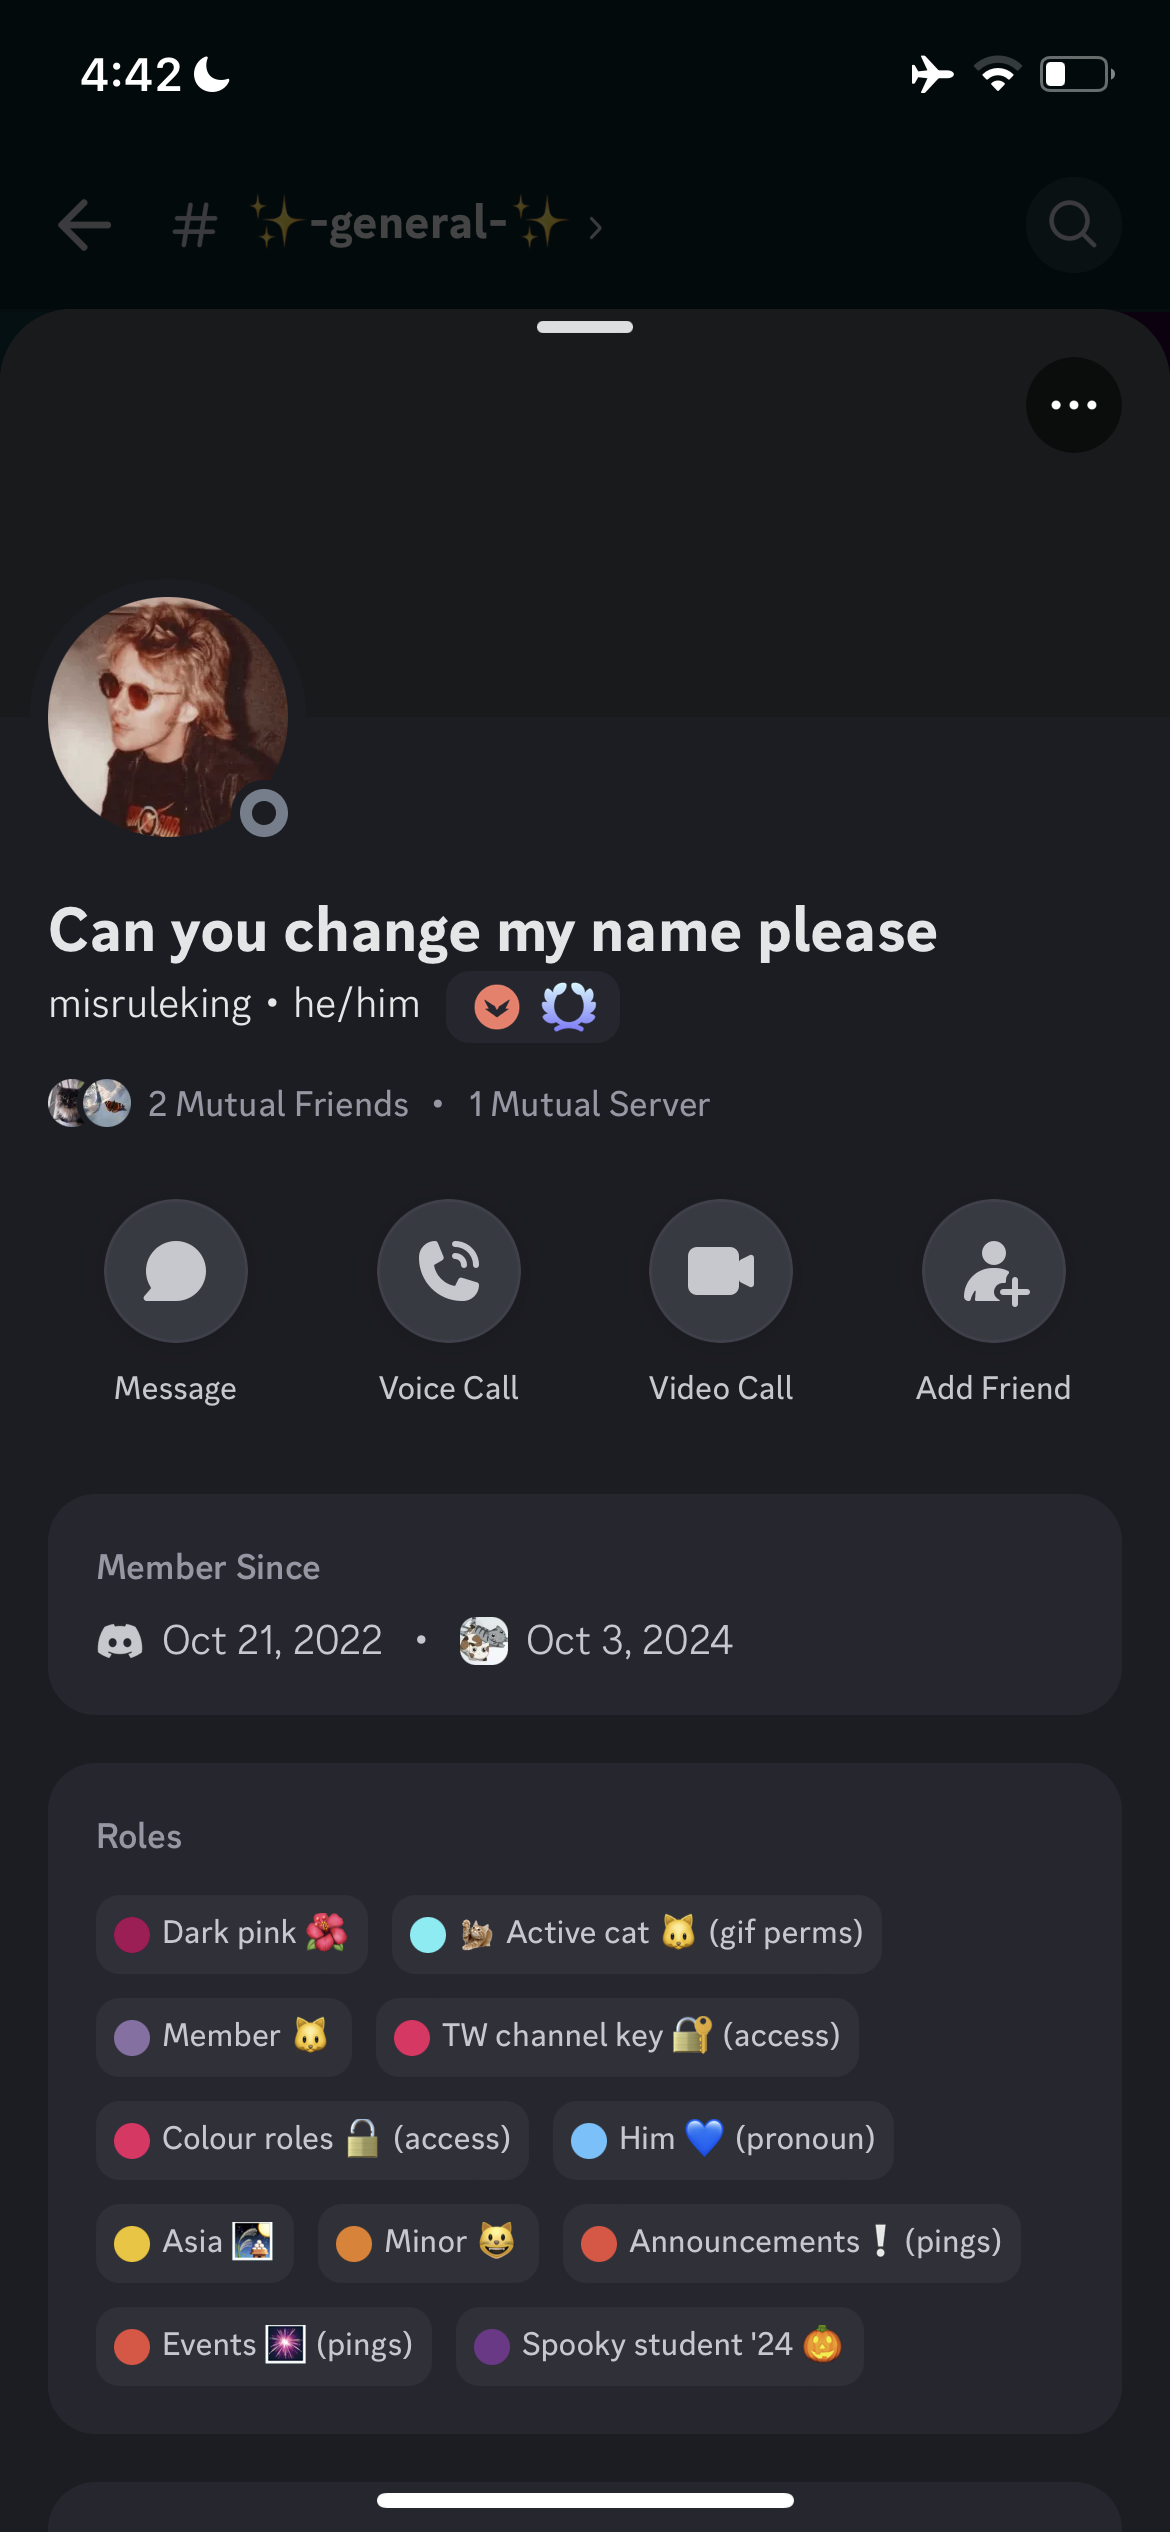 4:42
# ✨-general-✨ ›
Can you change my name please
misruleking • he/him
2 Mutual Friends • 1 Mutual Server
Message Voice Call Video Call Add Friend
Member Since
Oct 21, 2022 • Oct 3, 2024
Roles
Dark pink 🌺 Active cat 🐱 (gif perms)
Member 🐱 TW channel key 🔐 (access)
Colour roles 🔓 (access) Him 💙 (pronoun)
Asia 🎑 Minor 😺 Announcements ❕ (pings)
Events 🎆 (pings) Spooky student '24 🎃